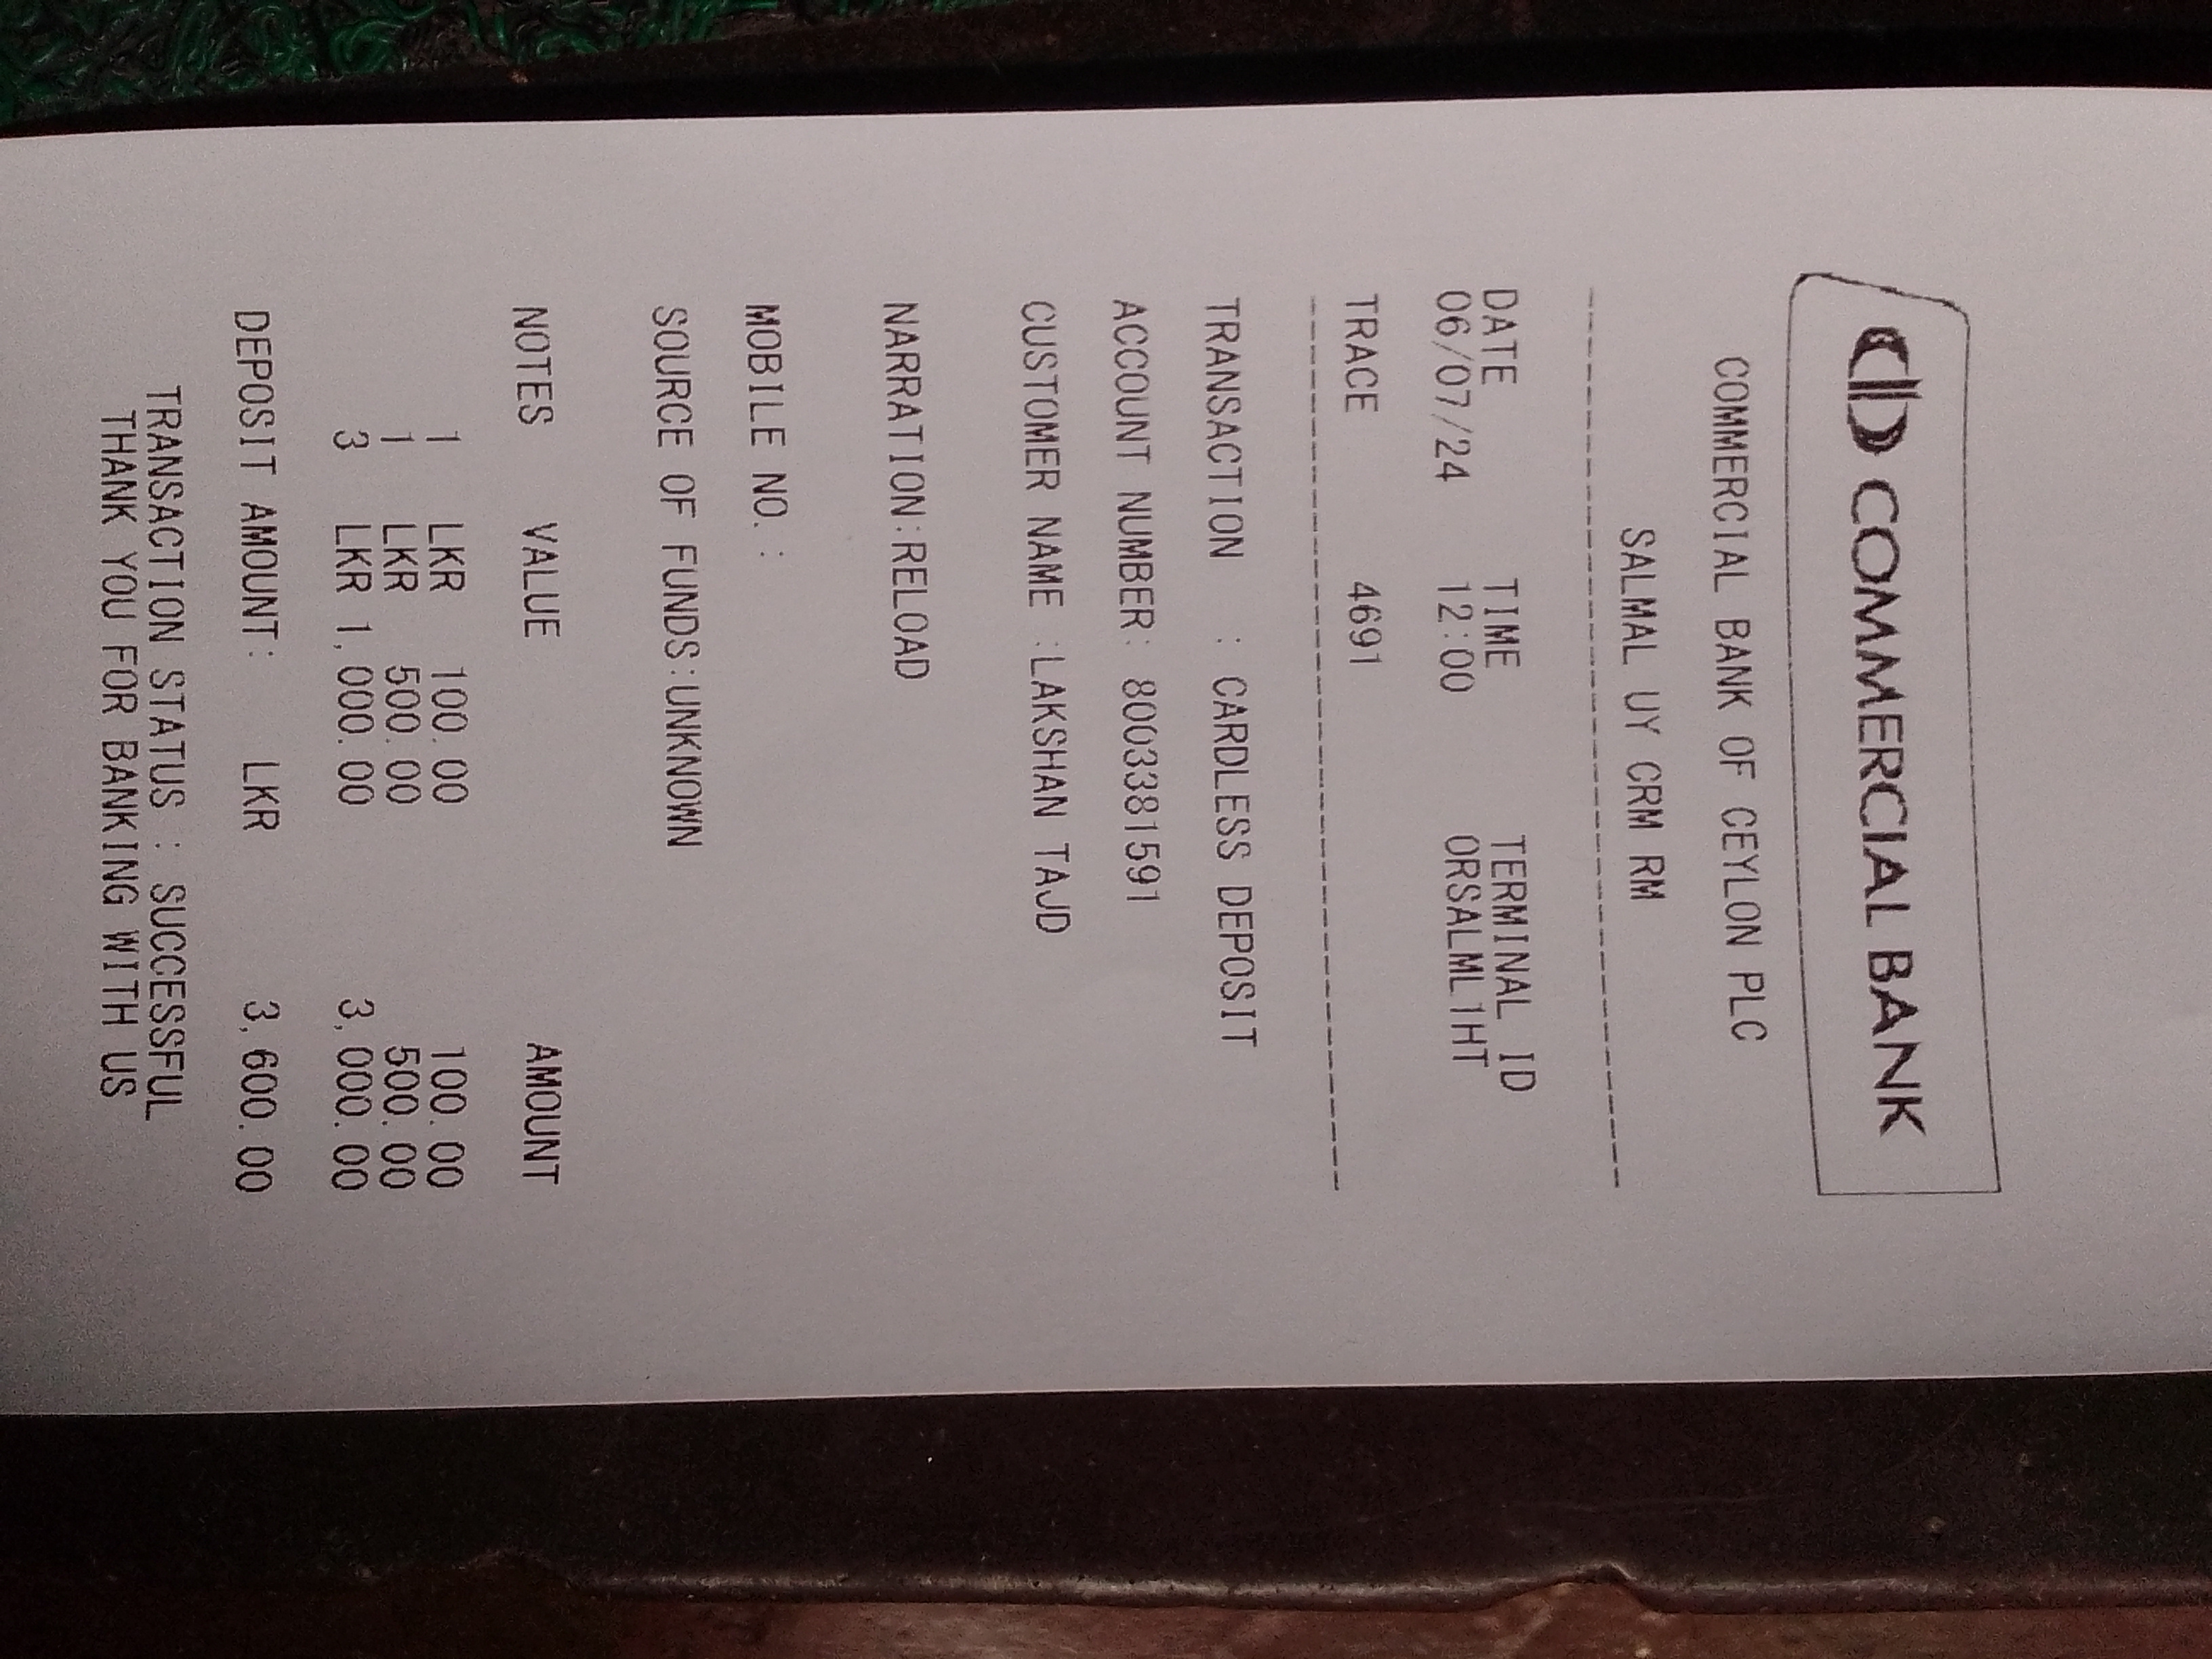 COMMERCIAL BANK
COMMERCIAL BANK OF CEYLON PLC
SALMAL UY CRM RM
DATE TIME TERMINAL ID
06/07/24 12:00 ORSALML1HT
TRACE 4691
TRANSACTION : CARDLESS DEPOSIT
ACCOUNT NUMBER: 8003381591
CUSTOMER NAME :LAKSHAN TAJD
NARRATION:RELOAD
MOBILE NO. :
SOURCE OF FUNDS:UNKNOWN
NOTES VALUE AMOUNT
1 LKR 100.00 100.00
1 LKR 500.00 500.00
3 LKR 1,000.00 3,000.00
DEPOSIT AMOUNT: LKR 3,600.00
TRANSACTION STATUS : SUCCESSFUL
THANK YOU FOR BANKING WITH US